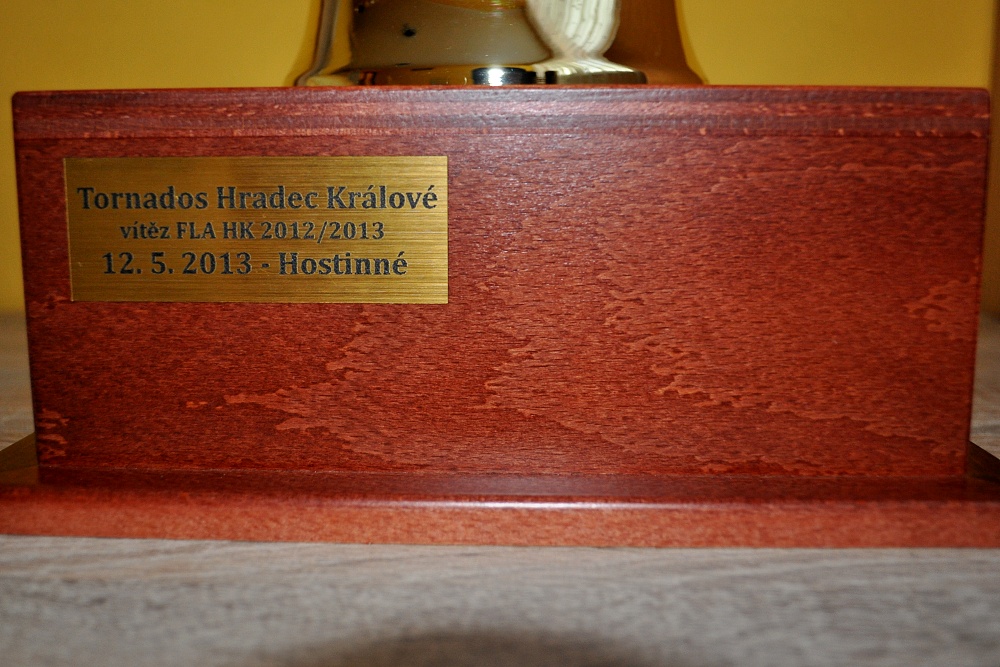 Tornados Hradec Králové
vítěz FLA HK 2012/2013
12. 5. 2013 - Hostinné